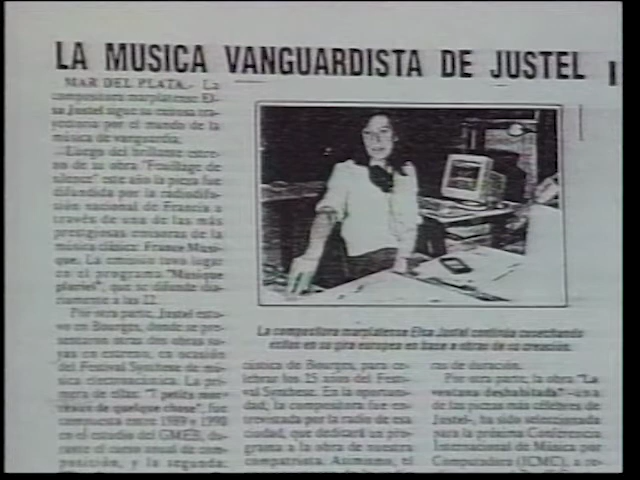 LA MUSICA VANGUARDISTA DE JUSTEL
MAR DEL PLATA.- La
compositora marplatense El-
sa Justel sigue su exitosa tra-
yectoria por el mundo de la
música de vanguardia.
Luego del brillante estre-
no de su obra "Feuillage de
silence" este año la pieza fue
difundida por la radiodifu-
sión nacional de Francia a
través de una de las más
prestigiosas emisoras de la
música clásica: France Musi-
que. La emisión tuvo lugar
en el programa "Musique
pluriel", que se difunde dia-
riamente a las 22.
Por otra parte, Justel estu-
vo en Bourges, donde se pre-
sentaron otras dos obras su-
yas en estreno, en ocasión
del Festival Synthese de mú-
sica electroacústica. La pri-
mera de ellas: "7 petits mor-
ceaux de quelque chose", fue
compuesta entre 1989 y 1990
en el estudio del GMEB, du-
rante el curso anual de com-
posición, y la segunda
La compositora marplatense Elsa Justel continúa cosechando
éxitos en su gira europea en base a obras de su creación.
de Bourges, para ce-
lebrar los 25 años del Fes-
tival Synthese. En la oportuni-
dad, la compositora fue en-
trevistada por la radio de esa
ciudad, que dedicará un pro-
grama a la obra de nuestra
compatriota. Asimismo, el
ras de duración.
Por otra parte, la obra "La
ventana deshabitada" -una
de las piezas más célebres de
Justel-, ha sido seleccionada
para la próxima Conferencia
Internacional de Música por
Computadora (ICMC), a